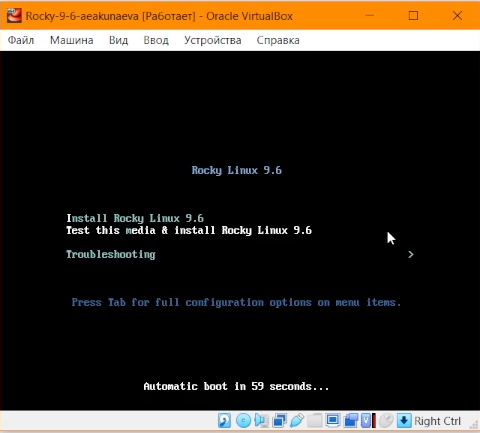 Rocky-9-6-aeakunaeva [Работает] - Oracle VirtualBox
Файл Машина Вид Ввод Устройства Справка
Rocky Linux 9.6
Install Rocky Linux 9.6
Test this media & install Rocky Linux 9.6
Troubleshooting >
Press Tab for full configuration options on menu items.
Automatic boot in 59 seconds...
Right Ctrl